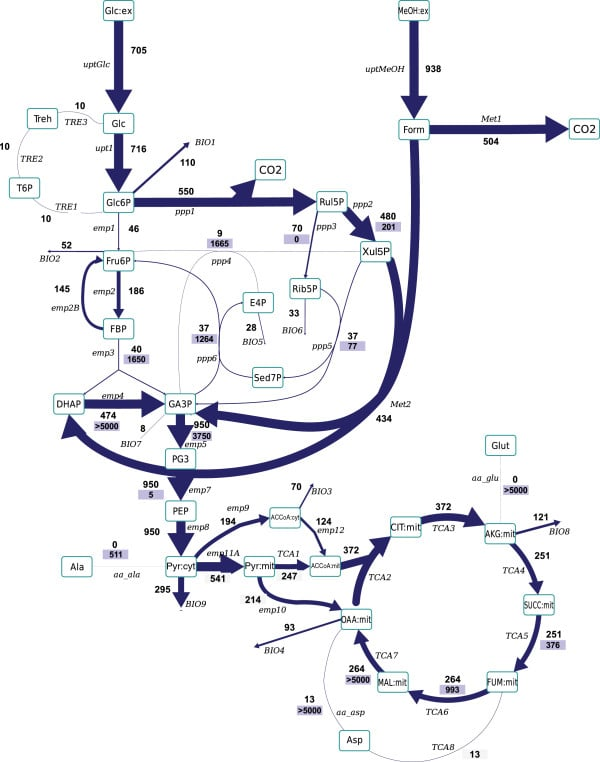 Glc:ex
MeOH:ex
705
uptGlc
uptMeOH
938
10
Treh
TRE3
Glc
Form
Met1
CO2
504
10
TRE2
upt1
716
BIO1
110
T6P
10
TRE1
Glc6P
550
ppp1
CO2
Rul5P
ppp2
480
201
emp1
46
9
1665
ppp4
70
0
ppp3
Xul5P
52
BIO2
Fru6P
145
emp2
186
emp2B
E4P
Rib5P
33
BIO6
FBP
37
1264
ppp6
28
BIO5
37
77
ppp5
emp3
40
1650
Sed7P
DHAP
emp4
474
>5000
GA3P
8
BIO7
950
3750
emp5
Met2
434
PG3
950
5
emp7
PEP
950
emp8
emp9
194
70
BIO3
ACCoA:cyt
124
emp12
0
511
Ala
aa_ala
Pyr:cyt
emp11A
541
Pyr:mit
TCA1
247
ACCoA:mit
372
TCA2
CIT:mit
372
TCA3
Glut
aa_glu
0
>5000
AKG:mit
121
BIO8
251
TCA4
295
BIO9
214
emp10
OAA:mit
93
BIO4
SUCC:mit
TCA5
251
376
TCA7
264
>5000
MAL:mit
264
993
TCA6
FUM:mit
13
>5000
aa_asp
Asp
TCA8
13